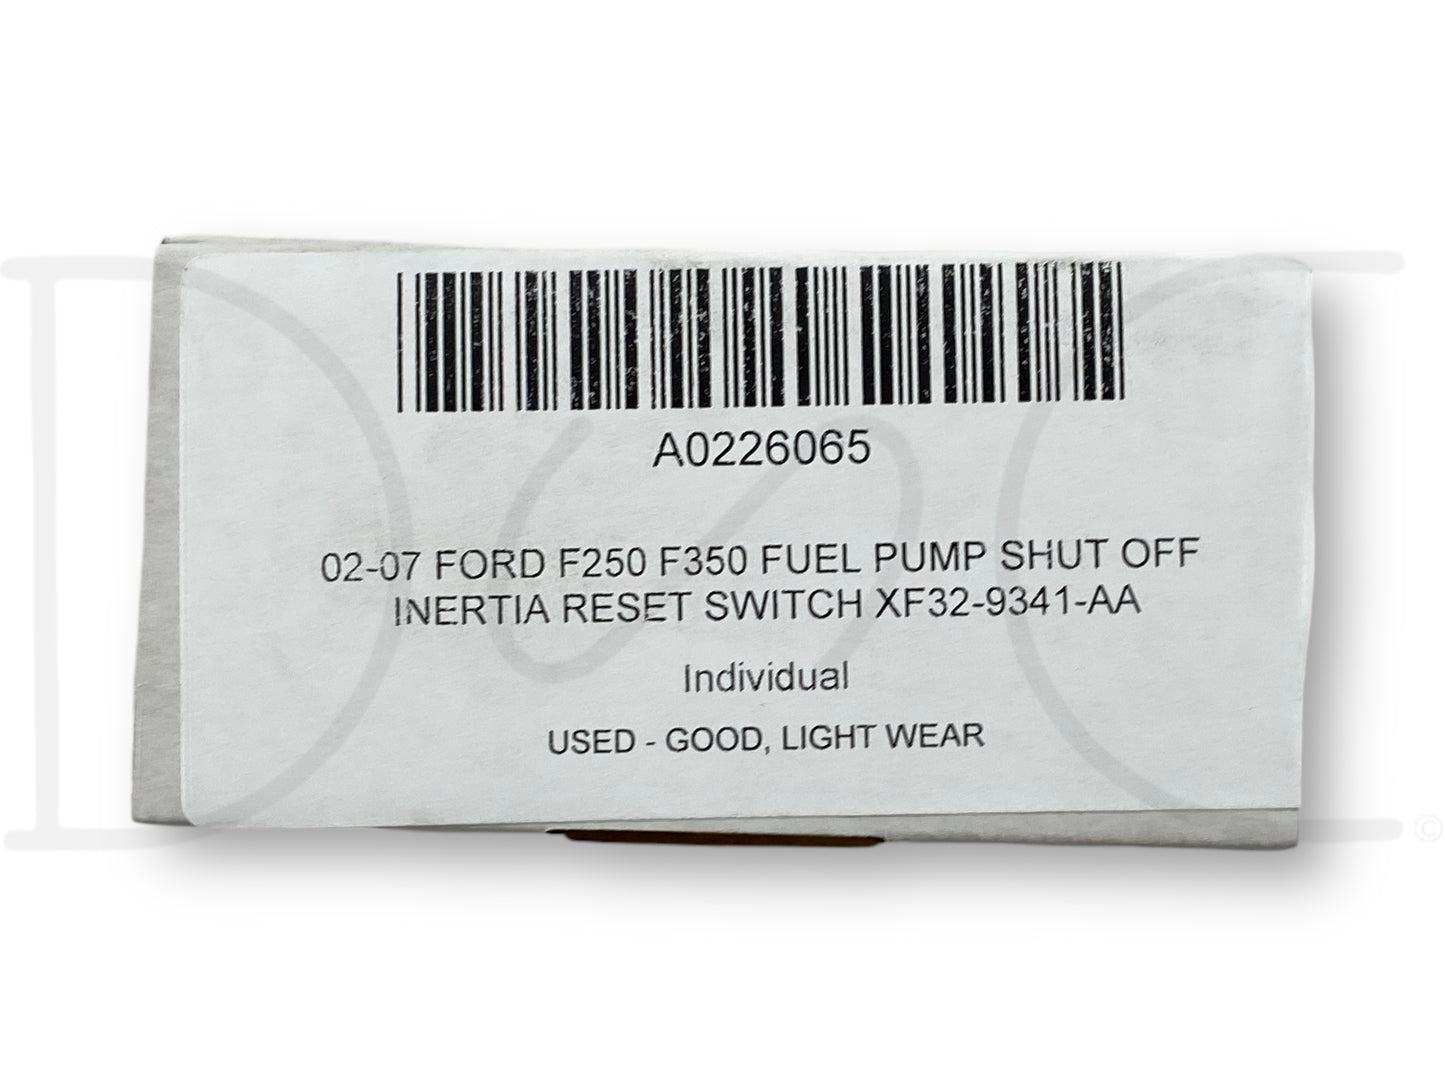 A0226065
02-07 FORD F250 F350 FUEL PUMP SHUT OFF
INERTIA RESET SWITCH XF32-9341-AA
Individual
USED - GOOD, LIGHT WEAR
©